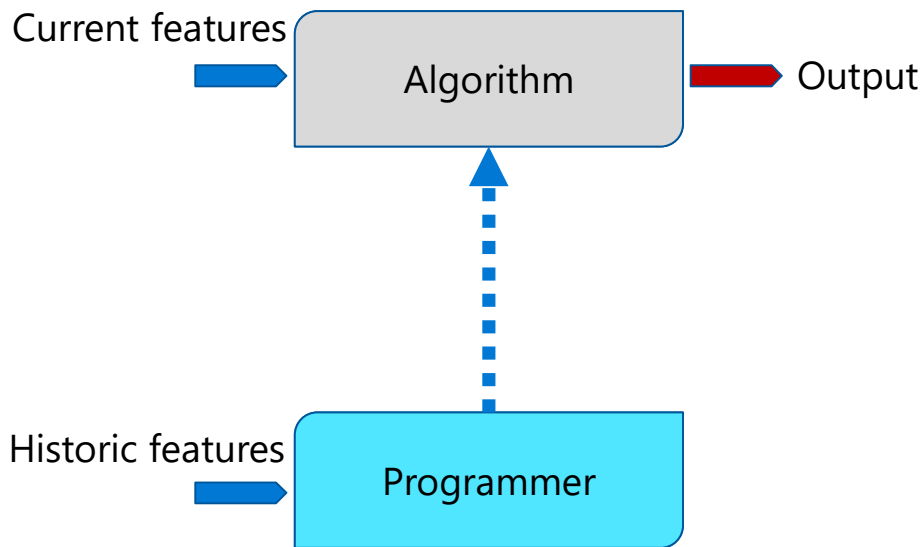 Current features
Algorithm
Output
Historic features
Programmer